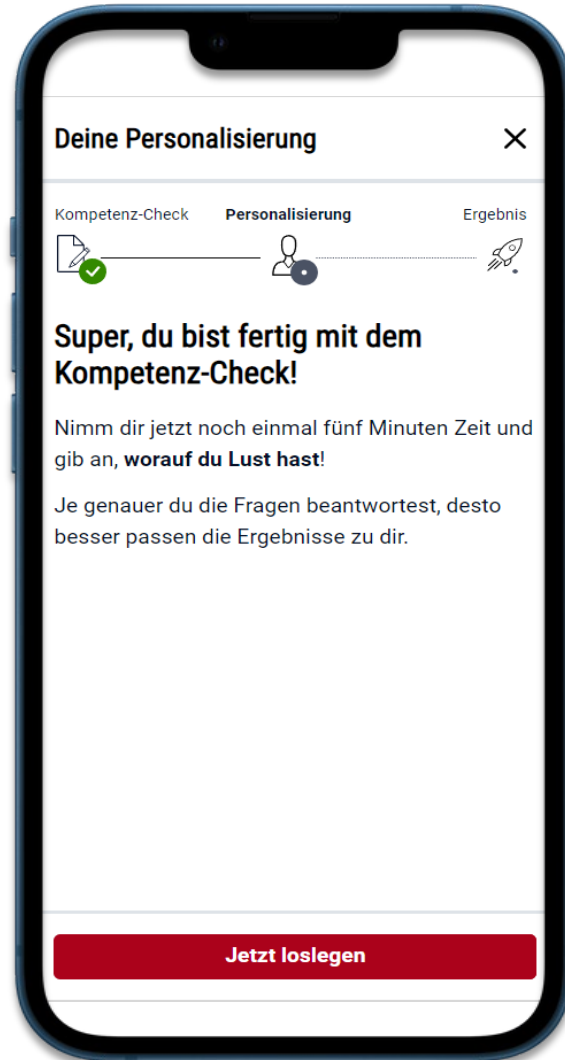 Deine Personalisierung
Kompetenz-Check Personalisierung Ergebnis
Super, du bist fertig mit dem
Kompetenz-Check!
Nimm dir jetzt noch einmal fünf Minuten Zeit und
gib an, worauf du Lust hast!
Je genauer du die Fragen beantwortest, desto
besser passen die Ergebnisse zu dir.
Jetzt loslegen